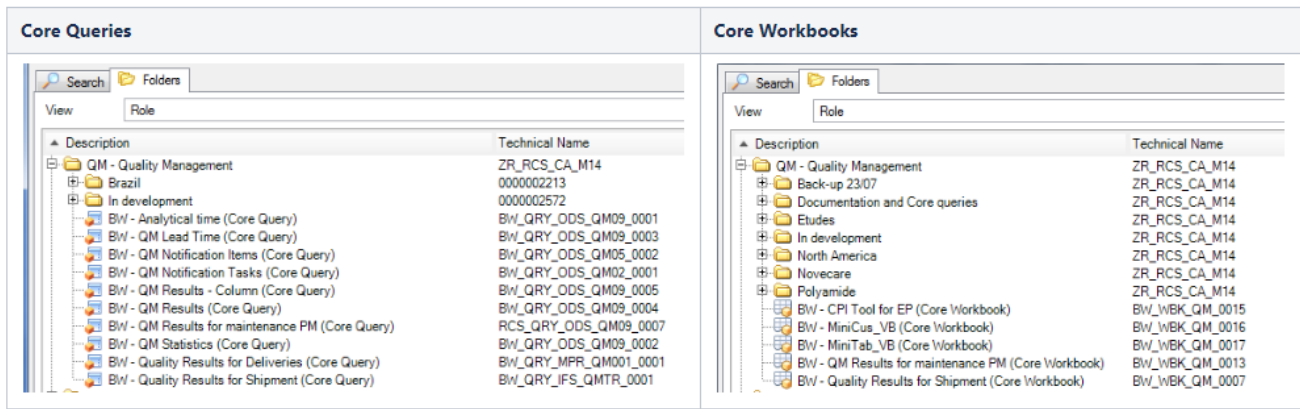 Core Queries
Search Folders
View Role
Description Technical Name
QM - Quality Management ZR_RCS_CA_M14
Brazil 0000002213
In development 0000002572
BW - Analytical time (Core Query) BW_QRY_ODS_QM09_0001
BW - QM Lead Time (Core Query) BW_QRY_ODS_QM09_0003
BW - QM Notification Items (Core Query) BW_QRY_ODS_QM05_0002
BW - QM Notification Tasks (Core Query) BW_QRY_ODS_QM02_0001
BW - QM Results - Column (Core Query) BW_QRY_ODS_QM09_0005
BW - QM Results (Core Query) BW_QRY_ODS_QM09_0004
BW - QM Results for maintenance PM (Core Query) RCS_QRY_ODS_QM09_0007
BW - QM Statistics (Core Query) BW_QRY_ODS_QM09_0002
BW - Quality Results for Deliveries (Core Query) BW_QRY_MPR_QM001_0001
BW - Quality Results for Shipment (Core Query) BW_QRY_IFS_QMTR_0001
Core Workbooks
Search Folders
View Role
Description Technical Name
QM - Quality Management ZR_RCS_CA_M14
Back-up 23/07 ZR_RCS_CA_M14
Documentation and Core queries ZR_RCS_CA_M14
Etudes ZR_RCS_CA_M14
In development ZR_RCS_CA_M14
North America ZR_RCS_CA_M14
Novecare ZR_RCS_CA_M14
Polyamide ZR_RCS_CA_M14
BW - CPI Tool for EP (Core Workbook) BW_WBK_QM_0015
BW - MiniCus_VB (Core Workbook) BW_WBK_QM_0016
BW - MiniTab_VB (Core Workbook) BW_WBK_QM_0017
BW - QM Results for maintenance PM (Core Workbook) BW_WBK_QM_0013
BW - Quality Results for Shipment (Core Workbook) BW_WBK_QM_0007